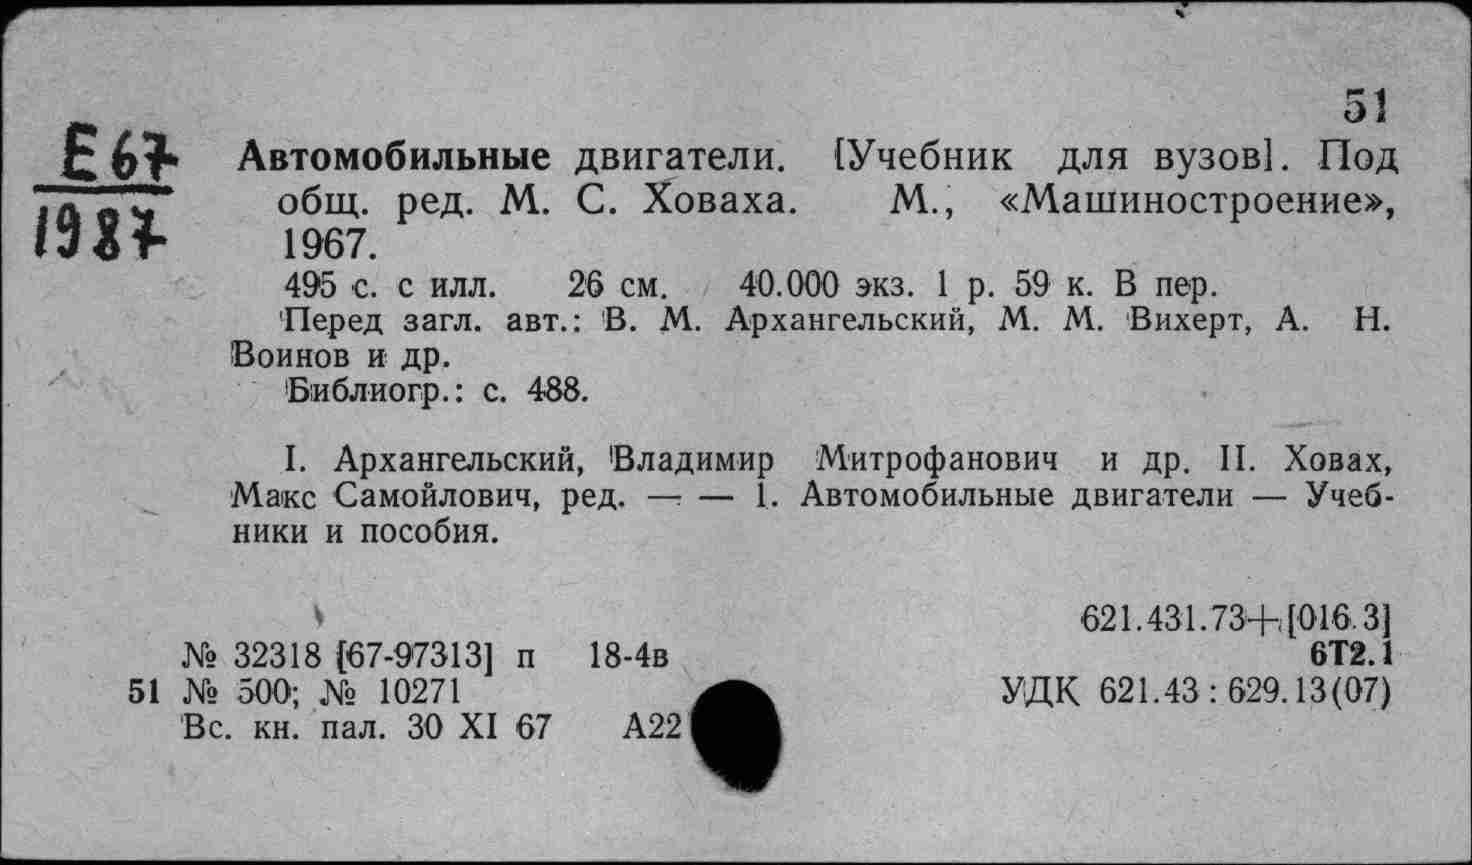 51
Е67
1987
Автомобильные двигатели. [Учебник для вузов]. Под
общ. ред. М. С. Ховаха. М., «Машиностроение»,
1967.
495 с. с илл. 26 см. 40.000 экз. 1 р. 59 к. В пер.
Перед загл. авт.: В. М. Архангельский, М. М. Вихерт, А. Н.
Воинов и др.
Библиогр.: с. 488.
I. Архангельский, Владимир Митрофанович и др. II. Ховах,
Макс Самойлович, ред. — — 1. Автомобильные двигатели — Учеб-
ники и пособия.
621.431.73+[016.3]
№ 32318 [67-97313] п 18-4в 6Т2.1
51 № 500; № 10271 УДК 621.43 : 629.13(07)
Вс. кн. пал. 30 XI 67 А22